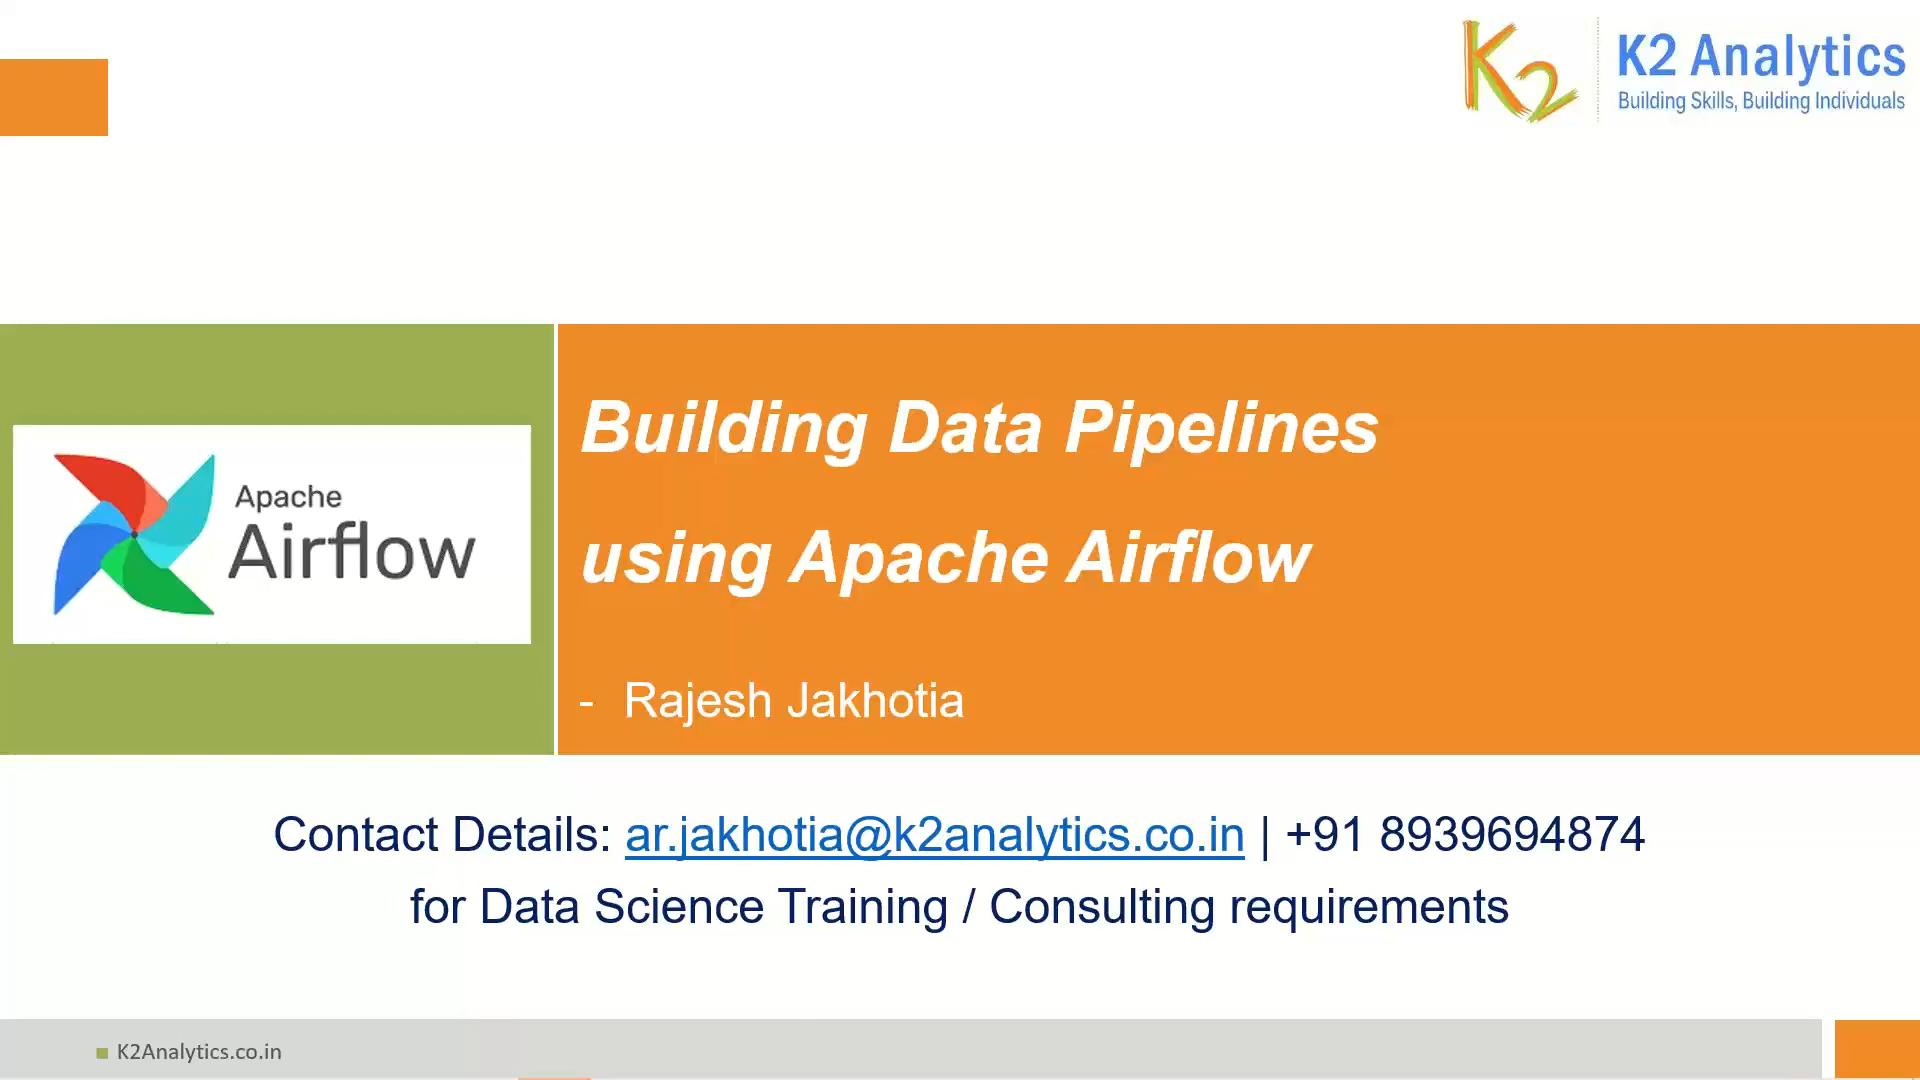 K2
K2 Analytics
Building Skills, Building Individuals
Apache
Airflow
Building Data Pipelines
using Apache Airflow
- Rajesh Jakhotia
Contact Details: ar.jakhotia@k2analytics.co.in | +91 8939694874
for Data Science Training / Consulting requirements
K2Analytics.co.in